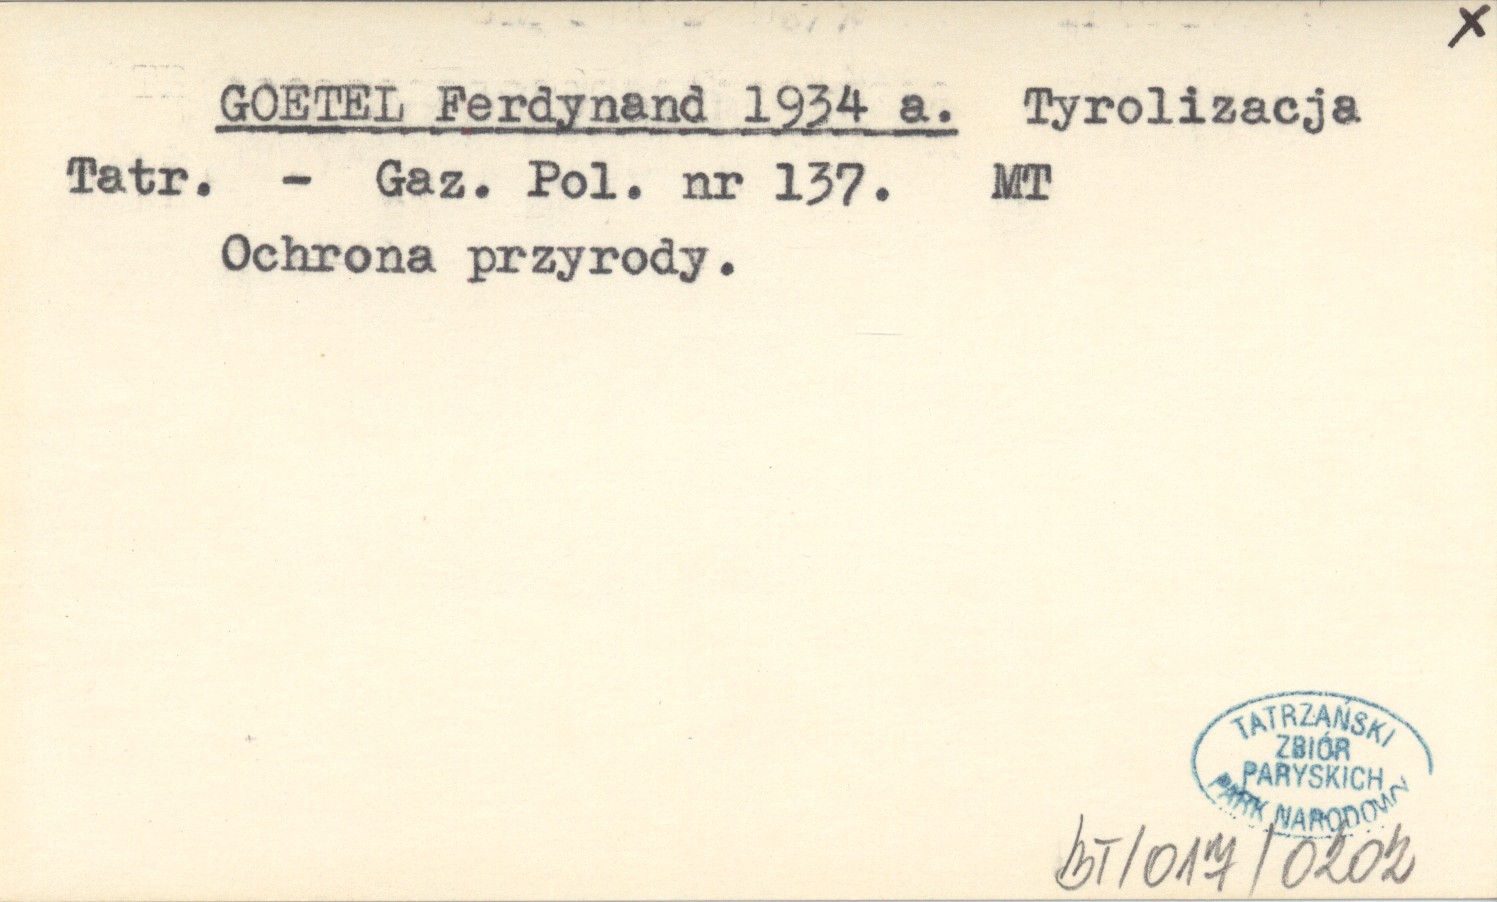 x
GOETEL Ferdynand 1934 a. Tyrolizacja
Tatr. - Gaz. Pol. nr 137. MT
Ochrona przyrody.
TATRZAŃSKI
ZBIÓR
PARYSKICH
PARK NARODOWY
BT/017/0202